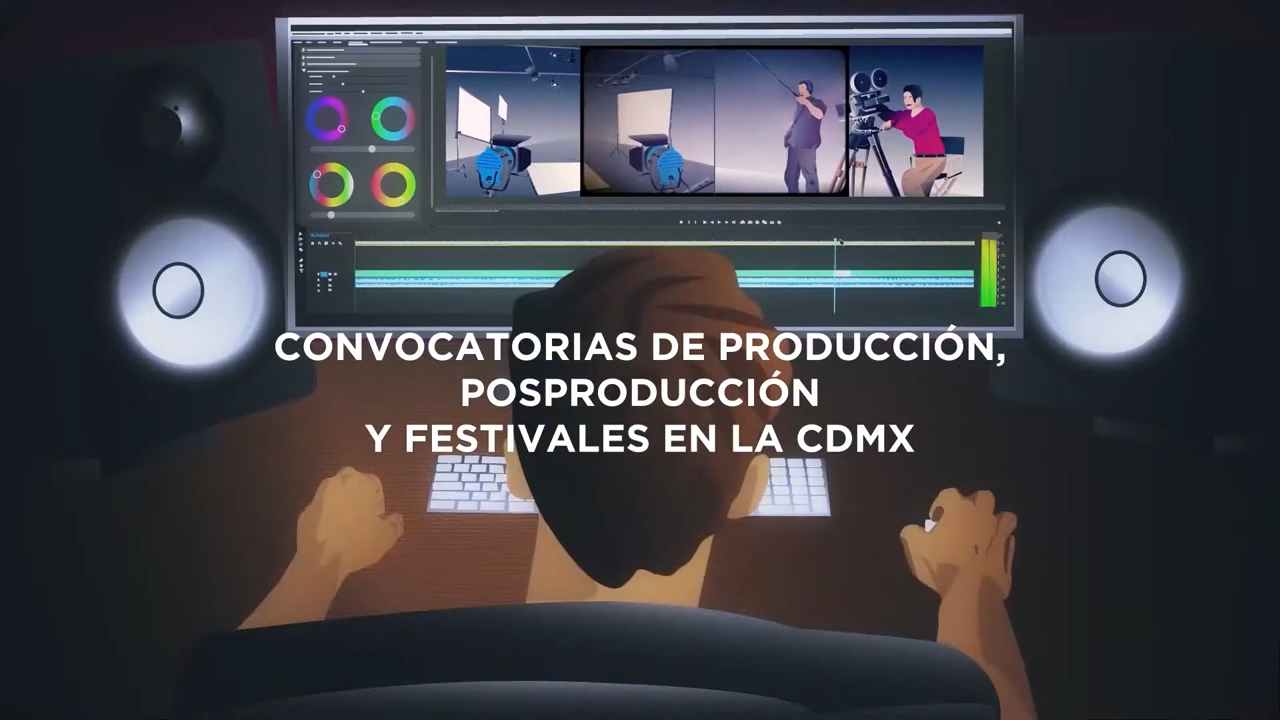 CONVOCATORIAS DE PRODUCCIÓN,
POSPRODUCCIÓN
Y FESTIVALES EN LA CDMX